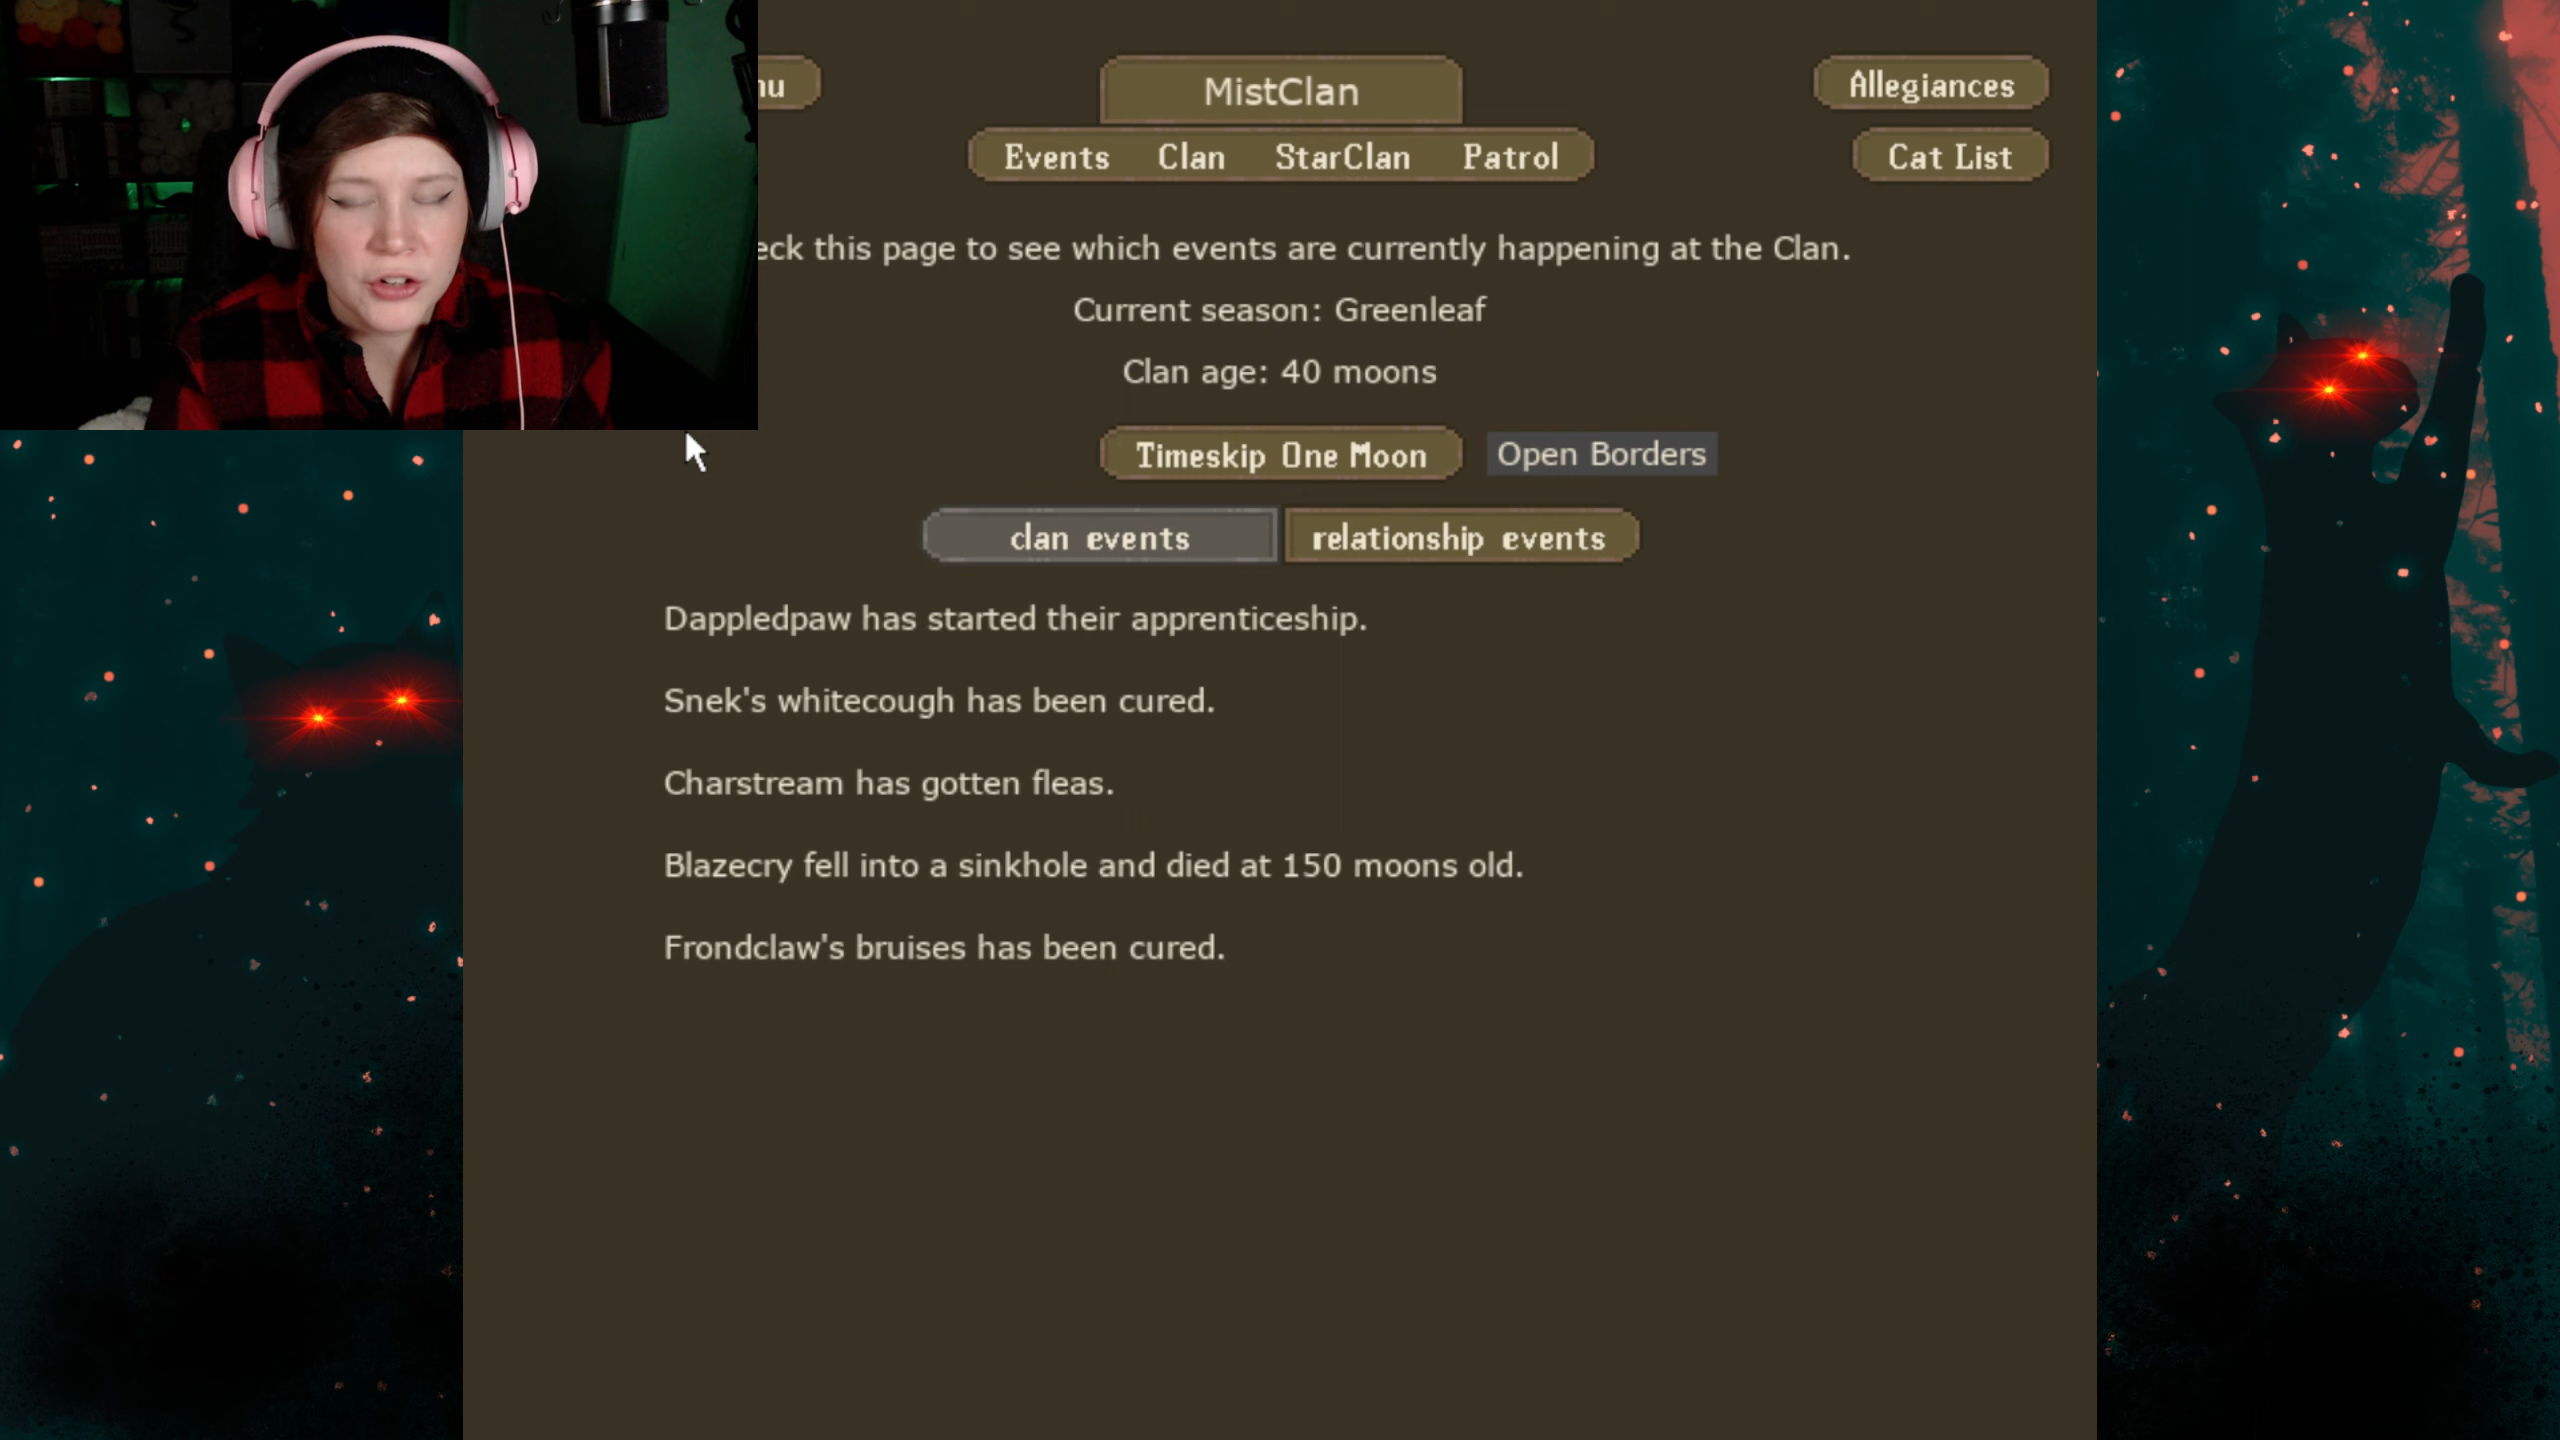 nu
MistClan
Allegiances
Events Clan StarClan Patrol
Cat List
eck this page to see which events are currently happening at the Clan.
Current season: Greenleaf
Clan age: 40 moons
Timeskip One Moon
Open Borders
clan events
relationship events
Dappledpaw has started their apprenticeship.
Snek's whitecough has been cured.
Charstream has gotten fleas.
Blazecry fell into a sinkhole and died at 150 moons old.
Frondclaw's bruises has been cured.